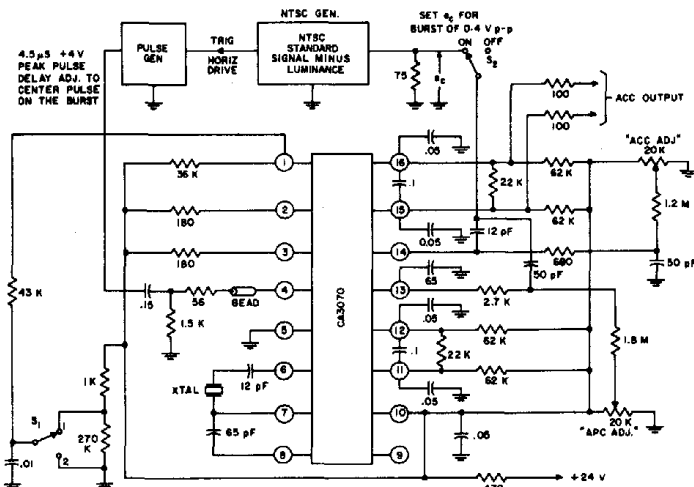 NTSC GEN.
SET ec FOR
BURST OF 0.4 V p-p
ON OFF
S2
4.5µS +4V
PEAK PULSE
DELAY ADJ. TO
CENTER PULSE
ON THE BURST
PULSE
GEN
TRIG
HORIZ
DRIVE
NTSC
STANDARD
SIGNAL MINUS
LUMINANCE
75
ec
100
100
ACC OUTPUT
"ACC ADJ"
20K
1
36 K
16
.05
.1
22 K
62 K
2
180
15
0.05
62 K
1.2 M
3
180
14
12 pF
680
50 pF
50 pF
43 K
4
.15
56
BEAD
1.5 K
CA3070
13
65
2.7 K
5
12
.05
62 K
1.8 M
.1
22 K
1K
XTAL
12 pF
6
11
.05
62 K
S1
1
2
270
K
.01
7
10
20 K
"APC ADJ."
65 pF
8
9
.05
+24 V